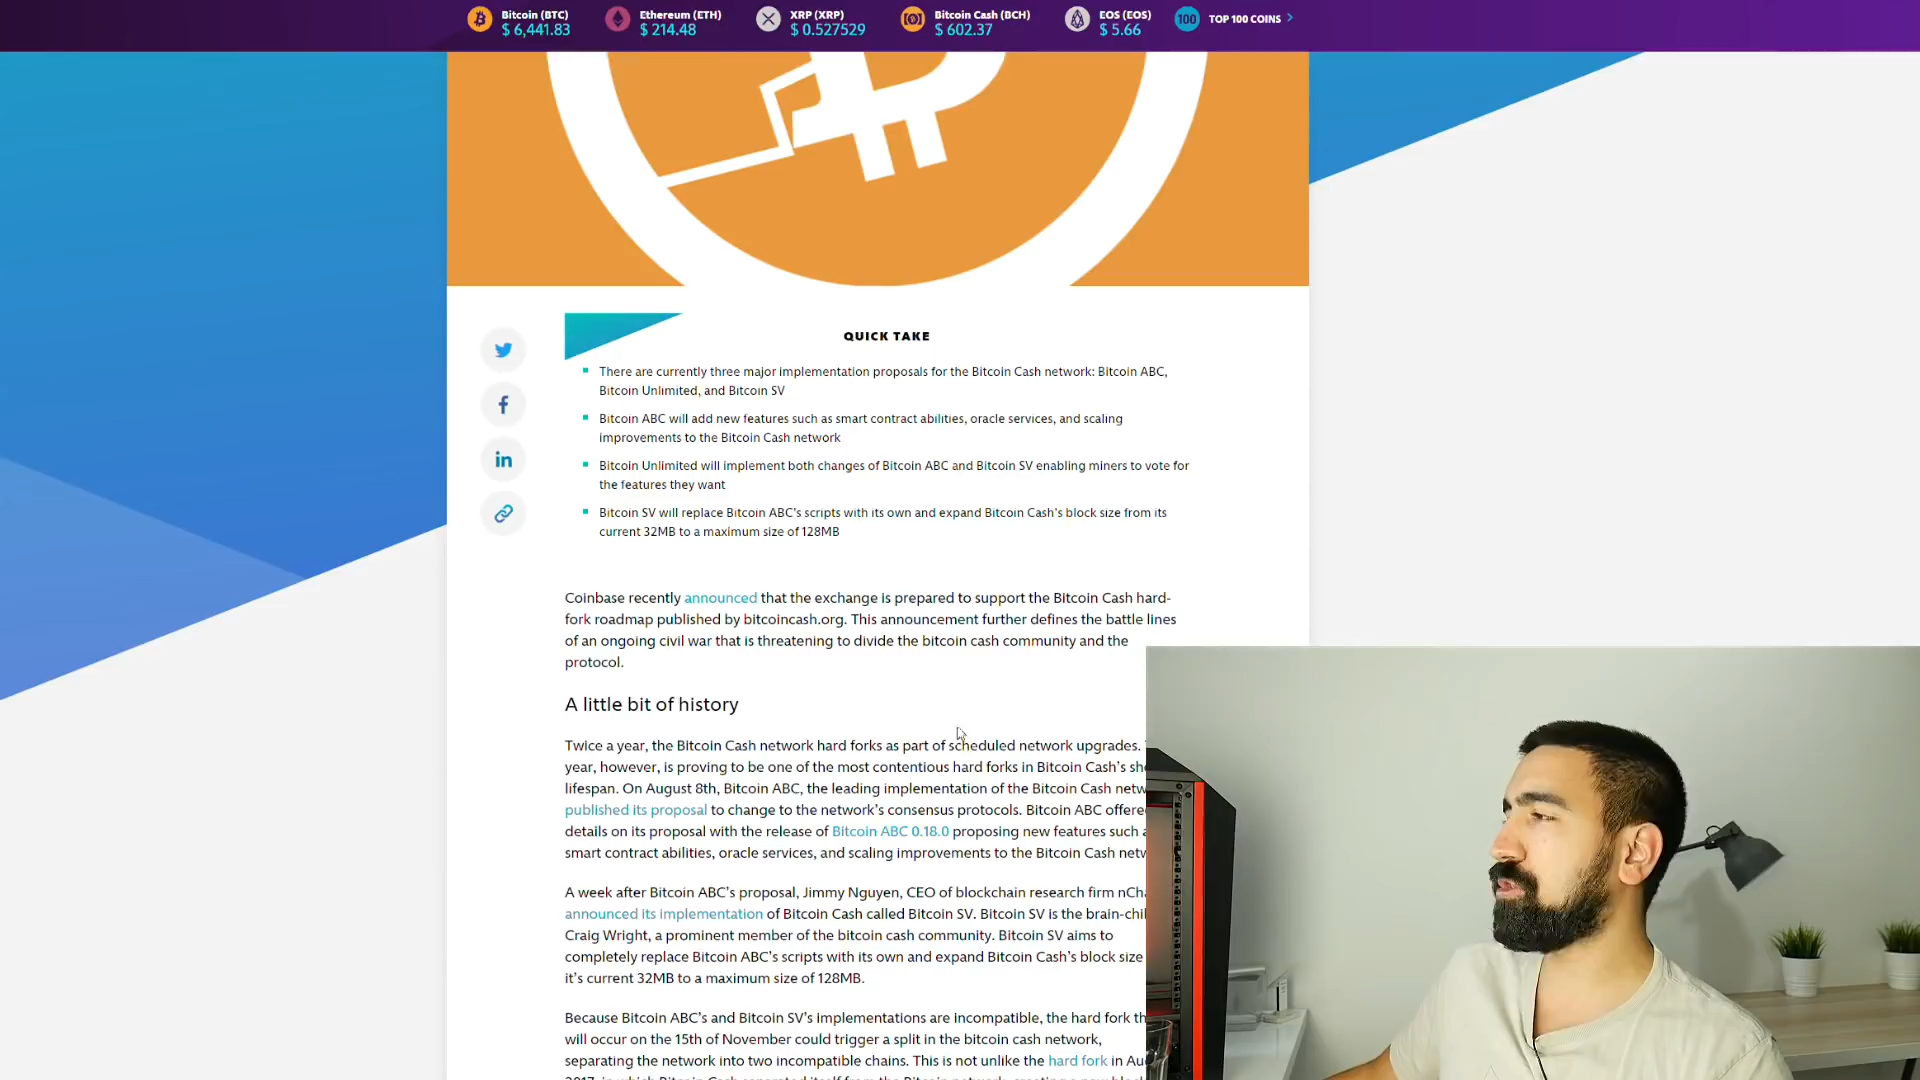 Bitcoin (BTC)
$ 6,441.83
Ethereum (ETH)
$ 214.48
XRP (XRP)
$ 0.527529
Bitcoin Cash (BCH)
$ 602.37
EOS (EOS)
$ 5.66
100
TOP 100 COINS
QUICK TAKE
There are currently three major implementation proposals for the Bitcoin Cash network: Bitcoin ABC,
Bitcoin Unlimited, and Bitcoin SV
Bitcoin ABC will add new features such as smart contract abilities, oracle services, and scaling
improvements to the Bitcoin Cash network
Bitcoin Unlimited will implement both changes of Bitcoin ABC and Bitcoin SV enabling miners to vote for
the features they want
Bitcoin SV will replace Bitcoin ABC's scripts with its own and expand Bitcoin Cash's block size from its
current 32MB to a maximum size of 128MB
Coinbase recently announced that the exchange is prepared to support the Bitcoin Cash hard-
fork roadmap published by bitcoincash.org. This announcement further defines the battle lines
of an ongoing civil war that is threatening to divide the bitcoin cash community and the
protocol.
A little bit of history
Twice a year, the Bitcoin Cash network hard forks as part of scheduled network upgrades.
year, however, is proving to be one of the most contentious hard forks in Bitcoin Cash's
lifespan. On August 8th, Bitcoin ABC, the leading implementation of the Bitcoin Cash
published its proposal to change to the network's consensus protocols. Bitcoin ABC
details on its proposal with the release of Bitcoin ABC 0.18.0 proposing new features such
smart contract abilities, oracle services, and scaling improvements to the Bitcoin Cash
A week after Bitcoin ABC's proposal, Jimmy Nguyen, CEO of blockchain research firm
announced its implementation of Bitcoin Cash called Bitcoin SV. Bitcoin SV is the
Craig Wright, a prominent member of the bitcoin cash community. Bitcoin SV aims to
completely replace Bitcoin ABC's scripts with its own and expand Bitcoin Cash's block size
it's current 32MB to a maximum size of 128MB.
Because Bitcoin ABC's and Bitcoin SV's implementations are incompatible, the hard fork
will occur on the 15th of November could trigger a split in the bitcoin cash network,
separating the network into two incompatible chains. This is not unlike the hard fork in